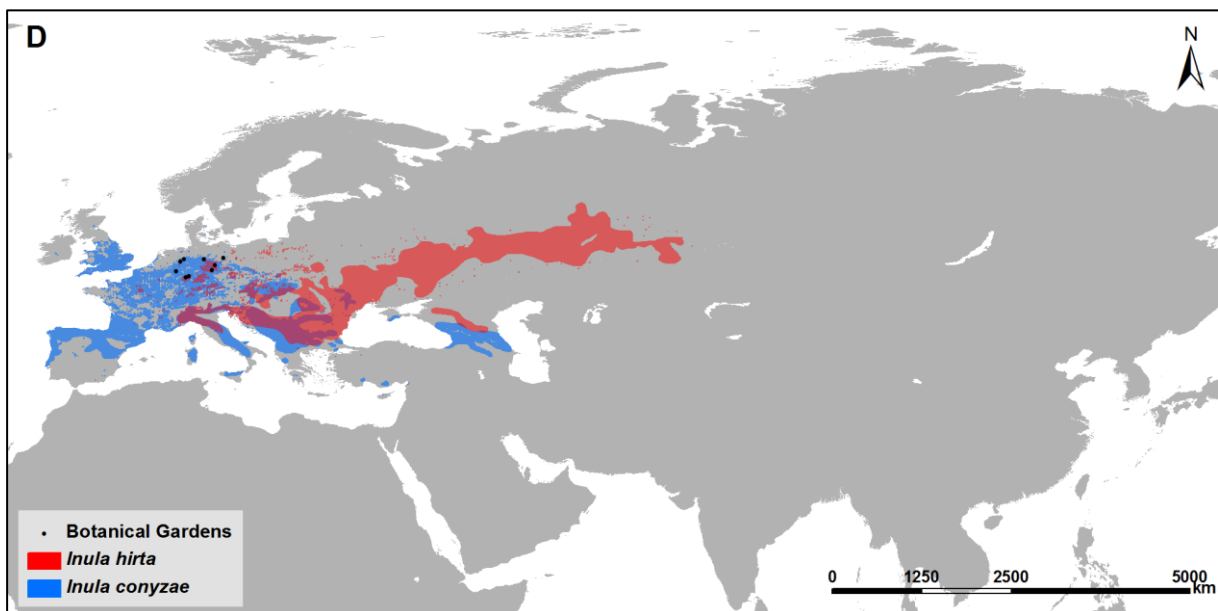 D
N
Botanical Gardens
Inula hirta
Inula conyzae
0 1250 2500 5000
km